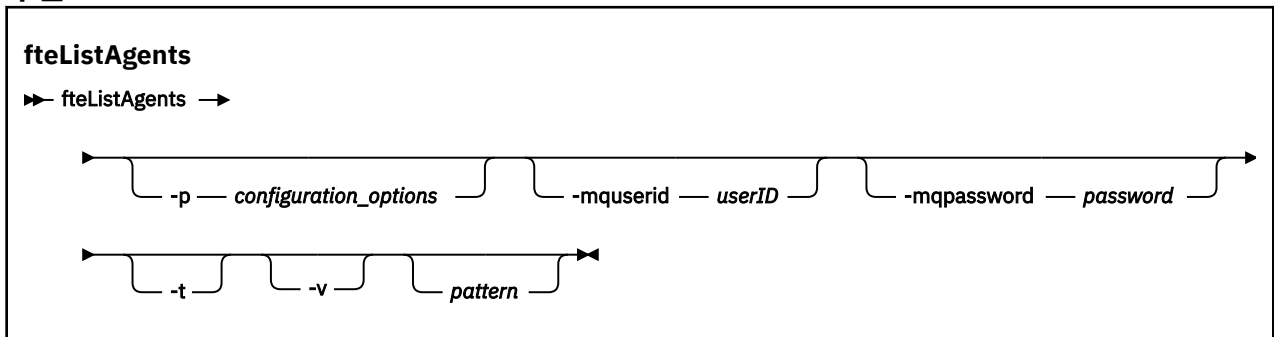 fteListAgents
fteListAgents
-p configuration_options -mquserid userID -mqpassword password
-t -v pattern